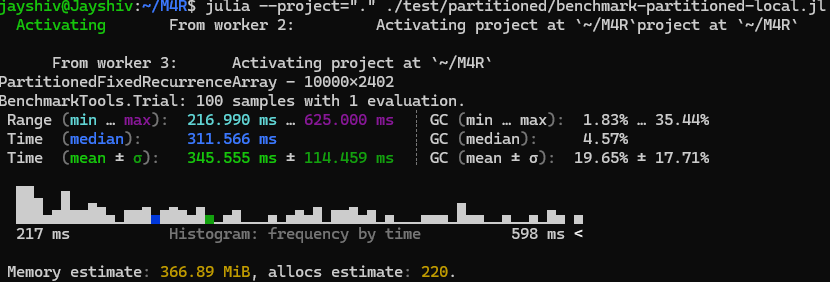 jayshiv@Jayshiv:~/M4R$ julia --project="." ./test/partitioned/benchmark-partitioned-local.jl
Activating From worker 2: Activating project at `~/M4R`project at `~/M4R`
From worker 3: Activating project at `~/M4R`
PartitionedFixedRecurrenceArray - 10000×2402
BenchmarkTools.Trial: 100 samples with 1 evaluation.
Range (min … max): 216.990 ms … 625.000 ms ┊ GC (min … max): 1.83% … 35.44%
Time (median): 311.566 ms ┊ GC (median): 4.57%
Time (mean ± σ): 345.555 ms ± 114.459 ms ┊ GC (mean ± σ): 19.65% ± 17.71%
217 ms Histogram: frequency by time 598 ms <
Memory estimate: 366.89 MiB, allocs estimate: 220.